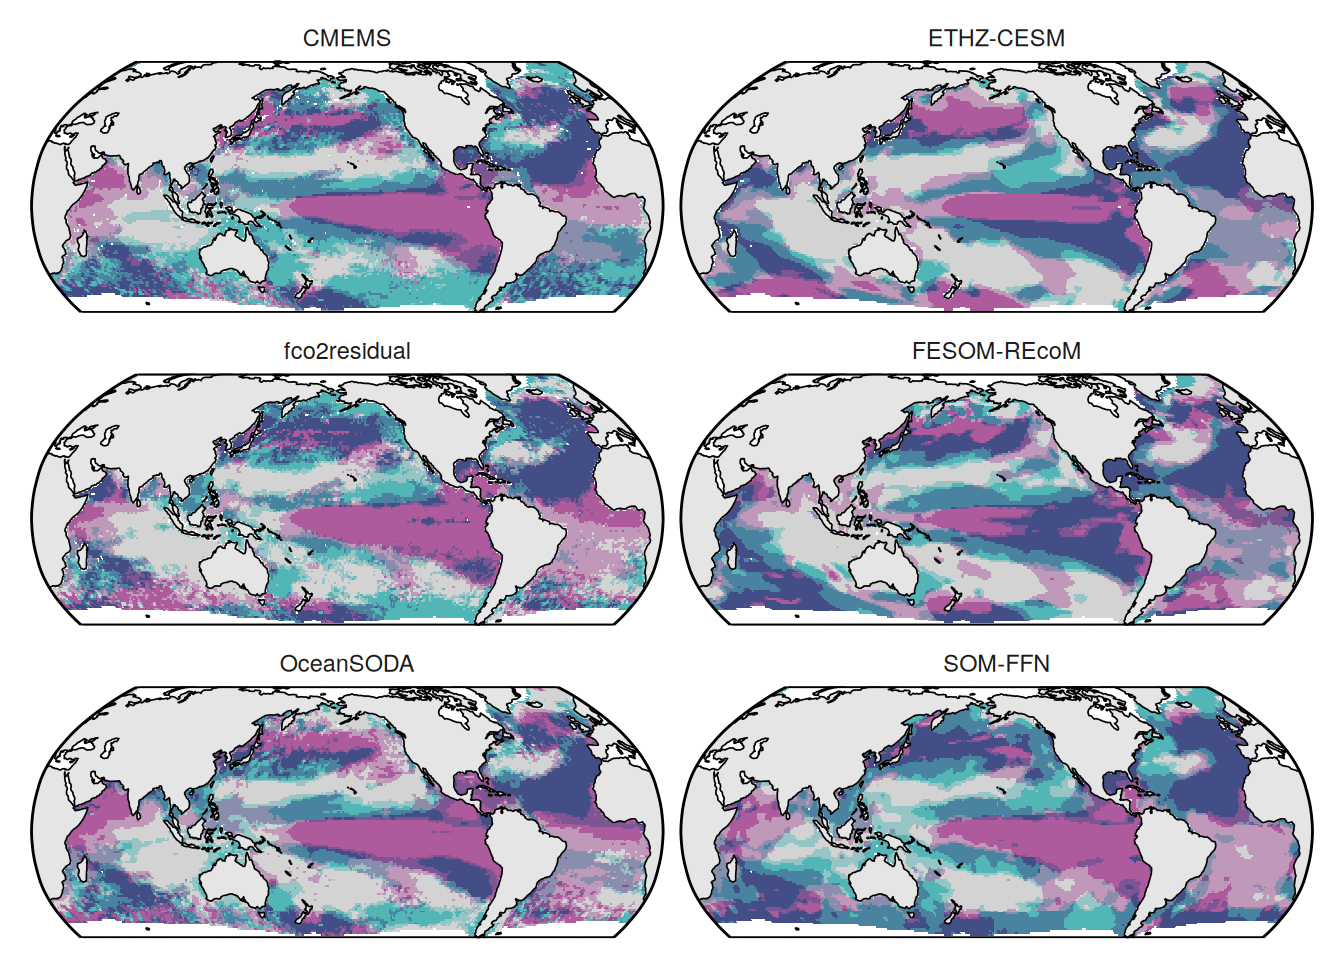 CMEMS
ETHZ-CESM
fco2residual
FESOM-REcoM
OceanSODA
SOM-FFN